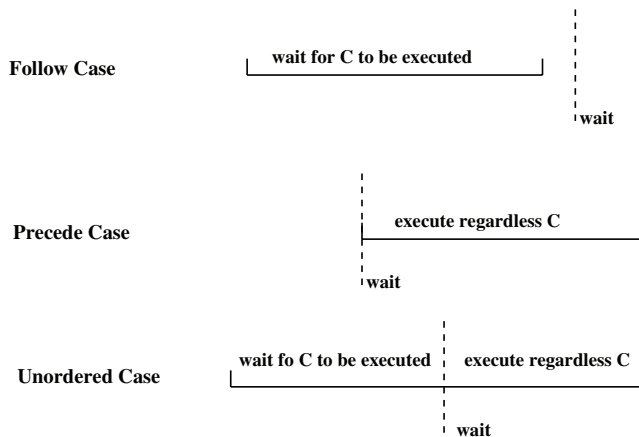 Follow Case
wait for C to be executed
wait
Precede Case
execute regardless C
wait
Unordered Case
wait fo C to be executed
execute regardless C
wait